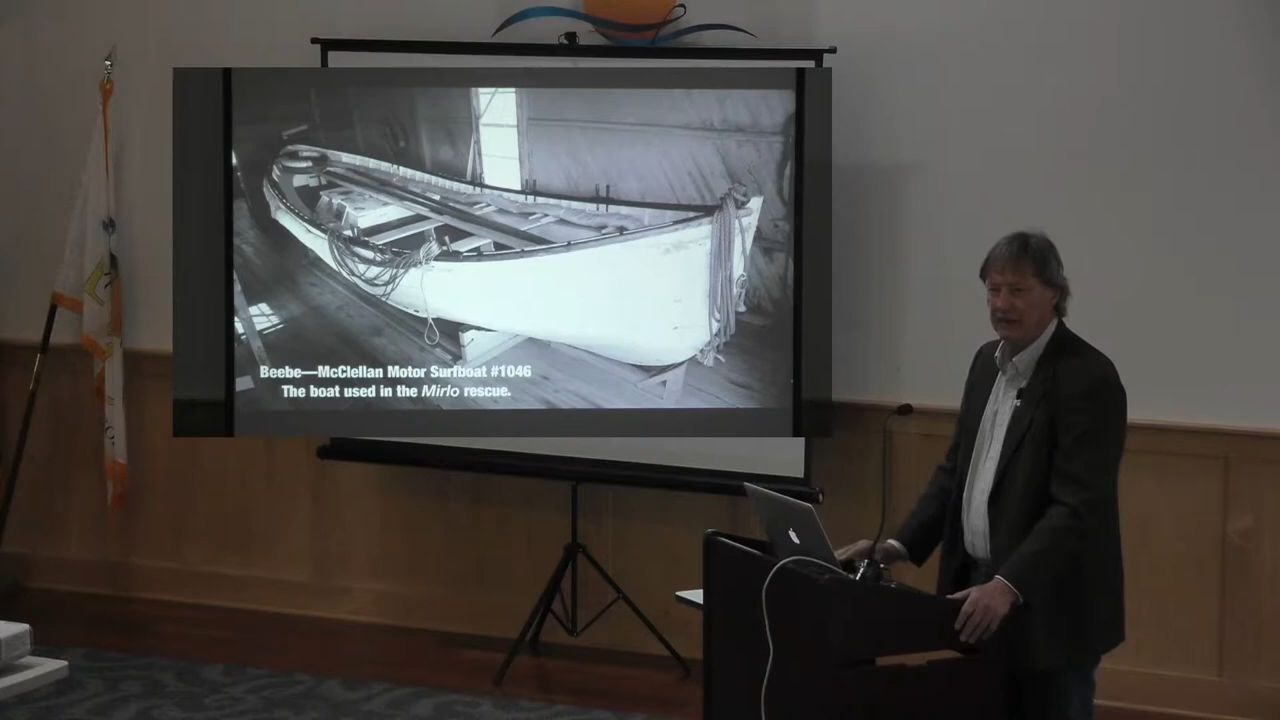 Beebe—McClellan Motor Surfboat #1046
The boat used in the Mirlo rescue.